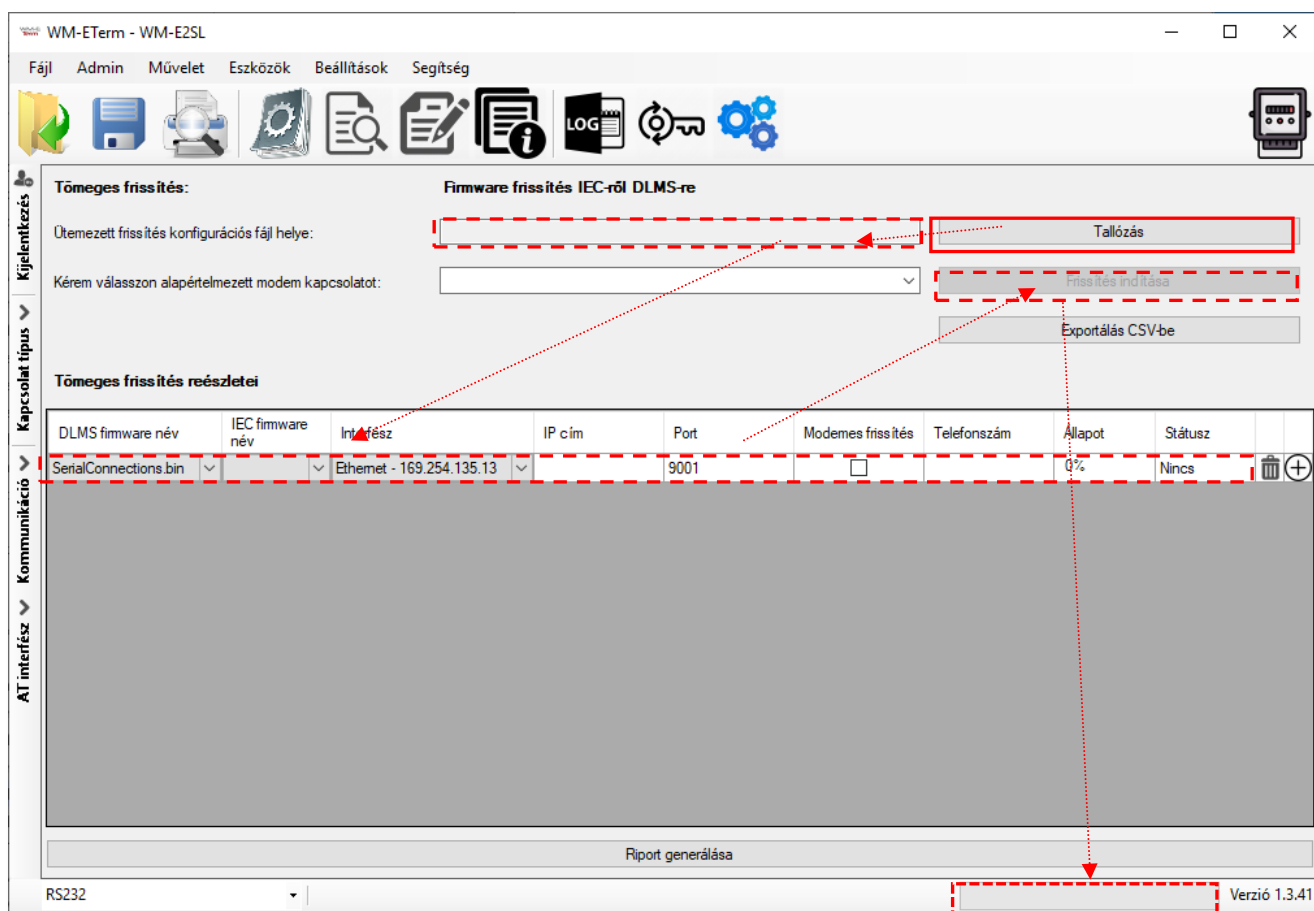 WM-ETerm - WM-E2SL
Fájl Admin Művelet Eszközök Beállítások Segítség
LOG
Kijelentkezés
Kapcsolat típus
Kommunikáció
AT interfész
Tömeges frissítés: Firmware frissítés IEC-ről DLMS-re
Ütemezett frissítés konfigurációs fájl helye: Tallózás
Kérem válasszon alapértelmezett modem kapcsolatot: Frissítés indítása
Exportálás CSV-be
Tömeges frissítés reészletei
DLMS firmware név IEC firmware név Interfész IP cím Port Modemes frissítés Telefonszám Állapot Státusz
SerialConnections.bin Ethernet - 169.254.135.13 9001 0% Nincs
Riport generálása
RS232 Verzió 1.3.41